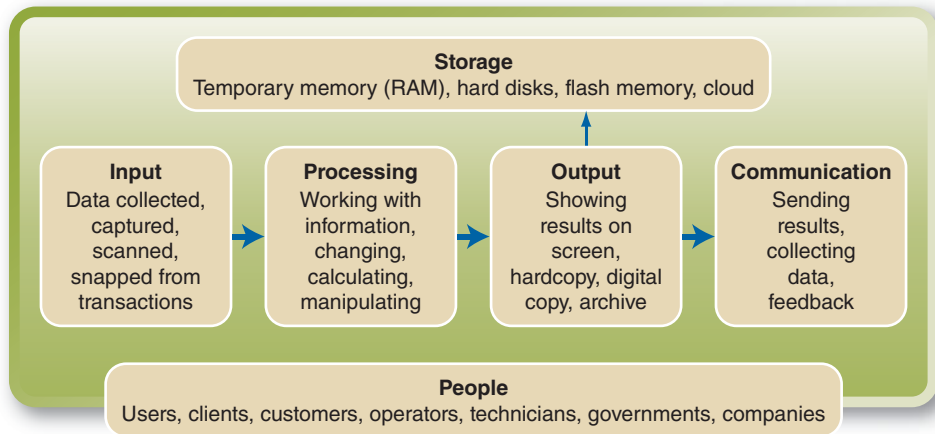 Storage
Temporary memory (RAM), hard disks, flash memory, cloud
Input
Data collected,
captured,
scanned,
snapped from
transactions
Processing
Working with
information,
changing,
calculating,
manipulating
Output
Showing
results on
screen,
hardcopy, digital
copy, archive
Communication
Sending
results,
collecting
data,
feedback
People
Users, clients, customers, operators, technicians, governments, companies